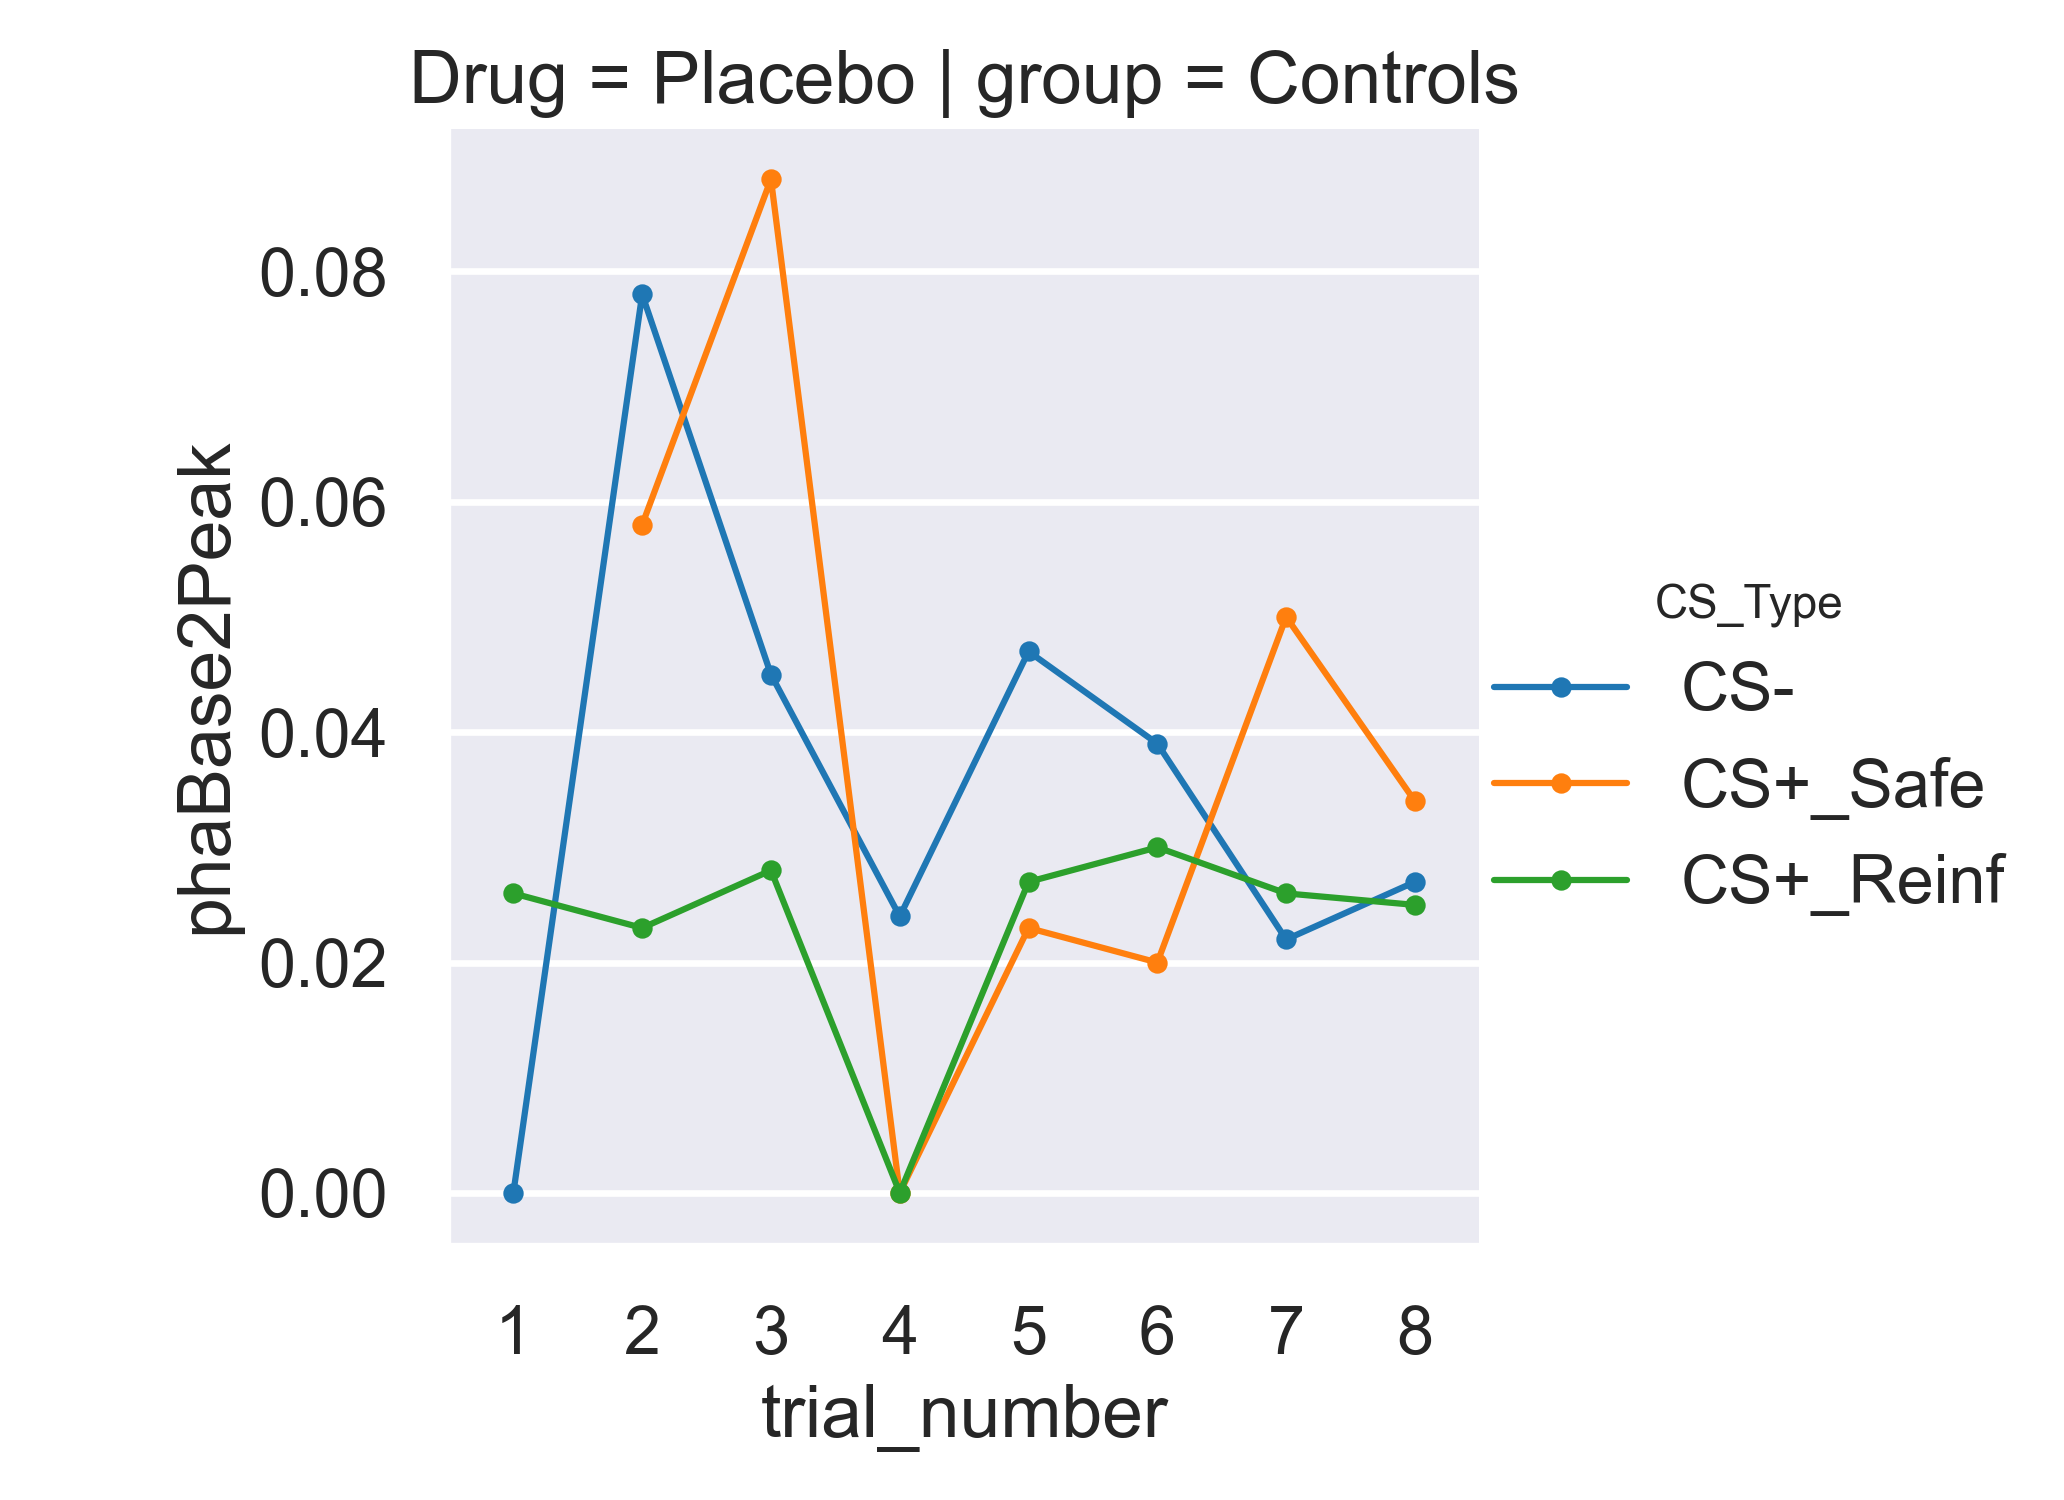 Drug = Placebo | group = Controls
phaBase2Peak
0.08
0.06
0.04
0.02
0.00
1 2 3 4 5 6 7 8
trial_number
CS_Type
CS-
CS+_Safe
CS+_Reinf